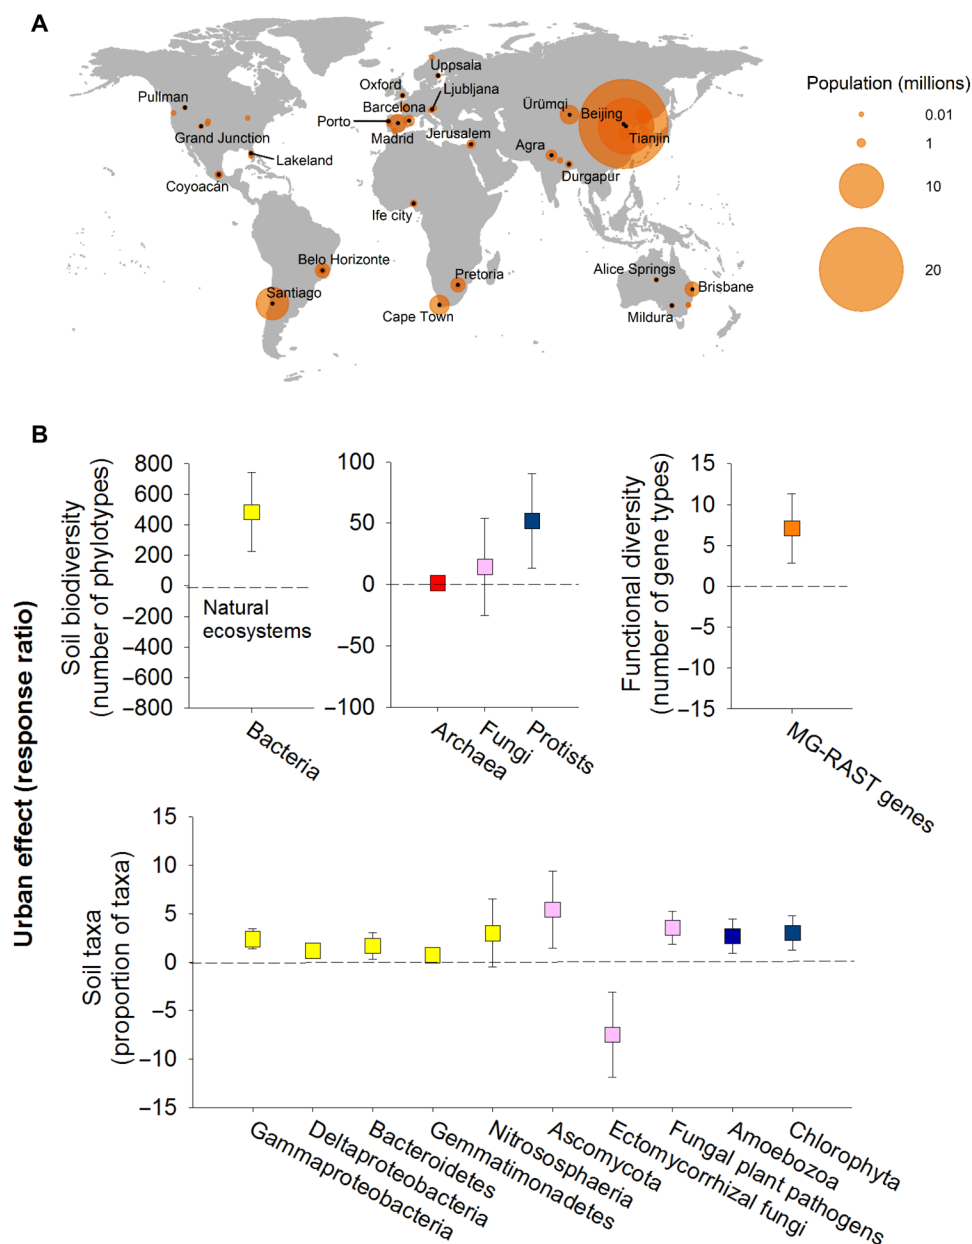 A
Uppsala
Oxford
Ljubljana
Pullman
Barcelona
Ürümqi
Beijing
Porto
Madrid
Jerusalem
Tianjin
Grand Junction
Agra
Lakeland
Durgapur
Coyoacán
Ife city
Belo Horizonte
Pretoria
Alice Springs
Santiago
Brisbane
Cape Town
Mildura
Population (millions)
0.01
1
10
20
B
Urban effect (response ratio)
Soil biodiversity
(number of phylotypes)
800
600
400
200
0
−200
−400
−600
−800
Natural
ecosystems
Bacteria
100
50
0
−50
−100
Archaea
Fungi
Protists
Functional diversity
(number of gene types)
15
10
5
0
−5
−10
−15
MG-RAST genes
Soil taxa
(proportion of taxa)
15
10
5
0
−5
−10
−15
Gammaproteobacteria
Deltaproteobacteria
Bacteroidetes
Gemmatimonadetes
Nitrososphaeria
Ascomycota
Ectomycorrhizal fungi
Fungal plant pathogens
Amoebozoa
Chlorophyta